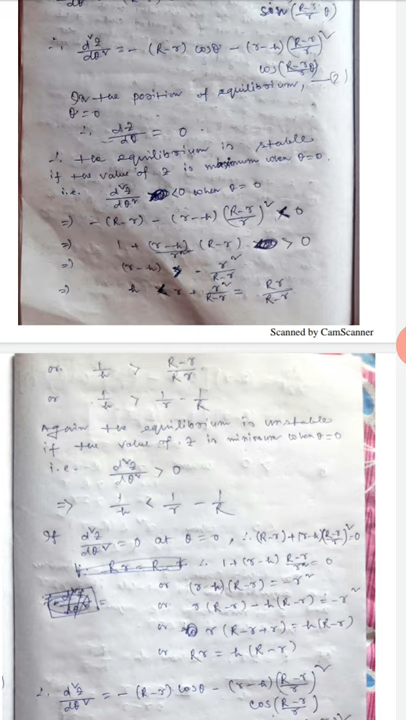 sin(R-r/r θ)
∴ d²z/dθ² = - (R-r) cosθ - (r-h)(R-r/r)²
cos(R-r/r θ) —(2)
In the position of equilibrium,
θ = 0
∴ dz/dθ = 0.
∴ the equilibrium is stable
if the value of z is maximum when θ=0.
i.e. d²z/dθ² <0 when θ = 0
⇒ -(R-r) - (r-h) (R-r/r)² < 0
⇒ 1 + (r-h)/r² (R-r) > 0
⇒ (r-h) > - r²/R-r
⇒ h < r + r²/R-r = Rr/R-r
Scanned by CamScanner
or 1/h > R-r/Rr
or 1/h > 1/r - 1/R
Again the equilibrium is unstable
if the value of z is minimum when θ=0
i.e. d²z/dθ² > 0
⇒ 1/h < 1/r - 1/R
If d²z/dθ² = 0 at θ=0, ∴ (R-r)+(r-h)(R-r/r)²=0
∴ 1+(r-h) R-r/r² = 0
or (r-h)(R-r) = -r²
or r(R-r) - h(R-r) = -r²
or r(R-r+r) = h(R-r)
or Rr = h(R-r)
∴ d²z/dθ² = - (R-r) cosθ - (r-h)(R-r/r)²
cos(R-r/r)